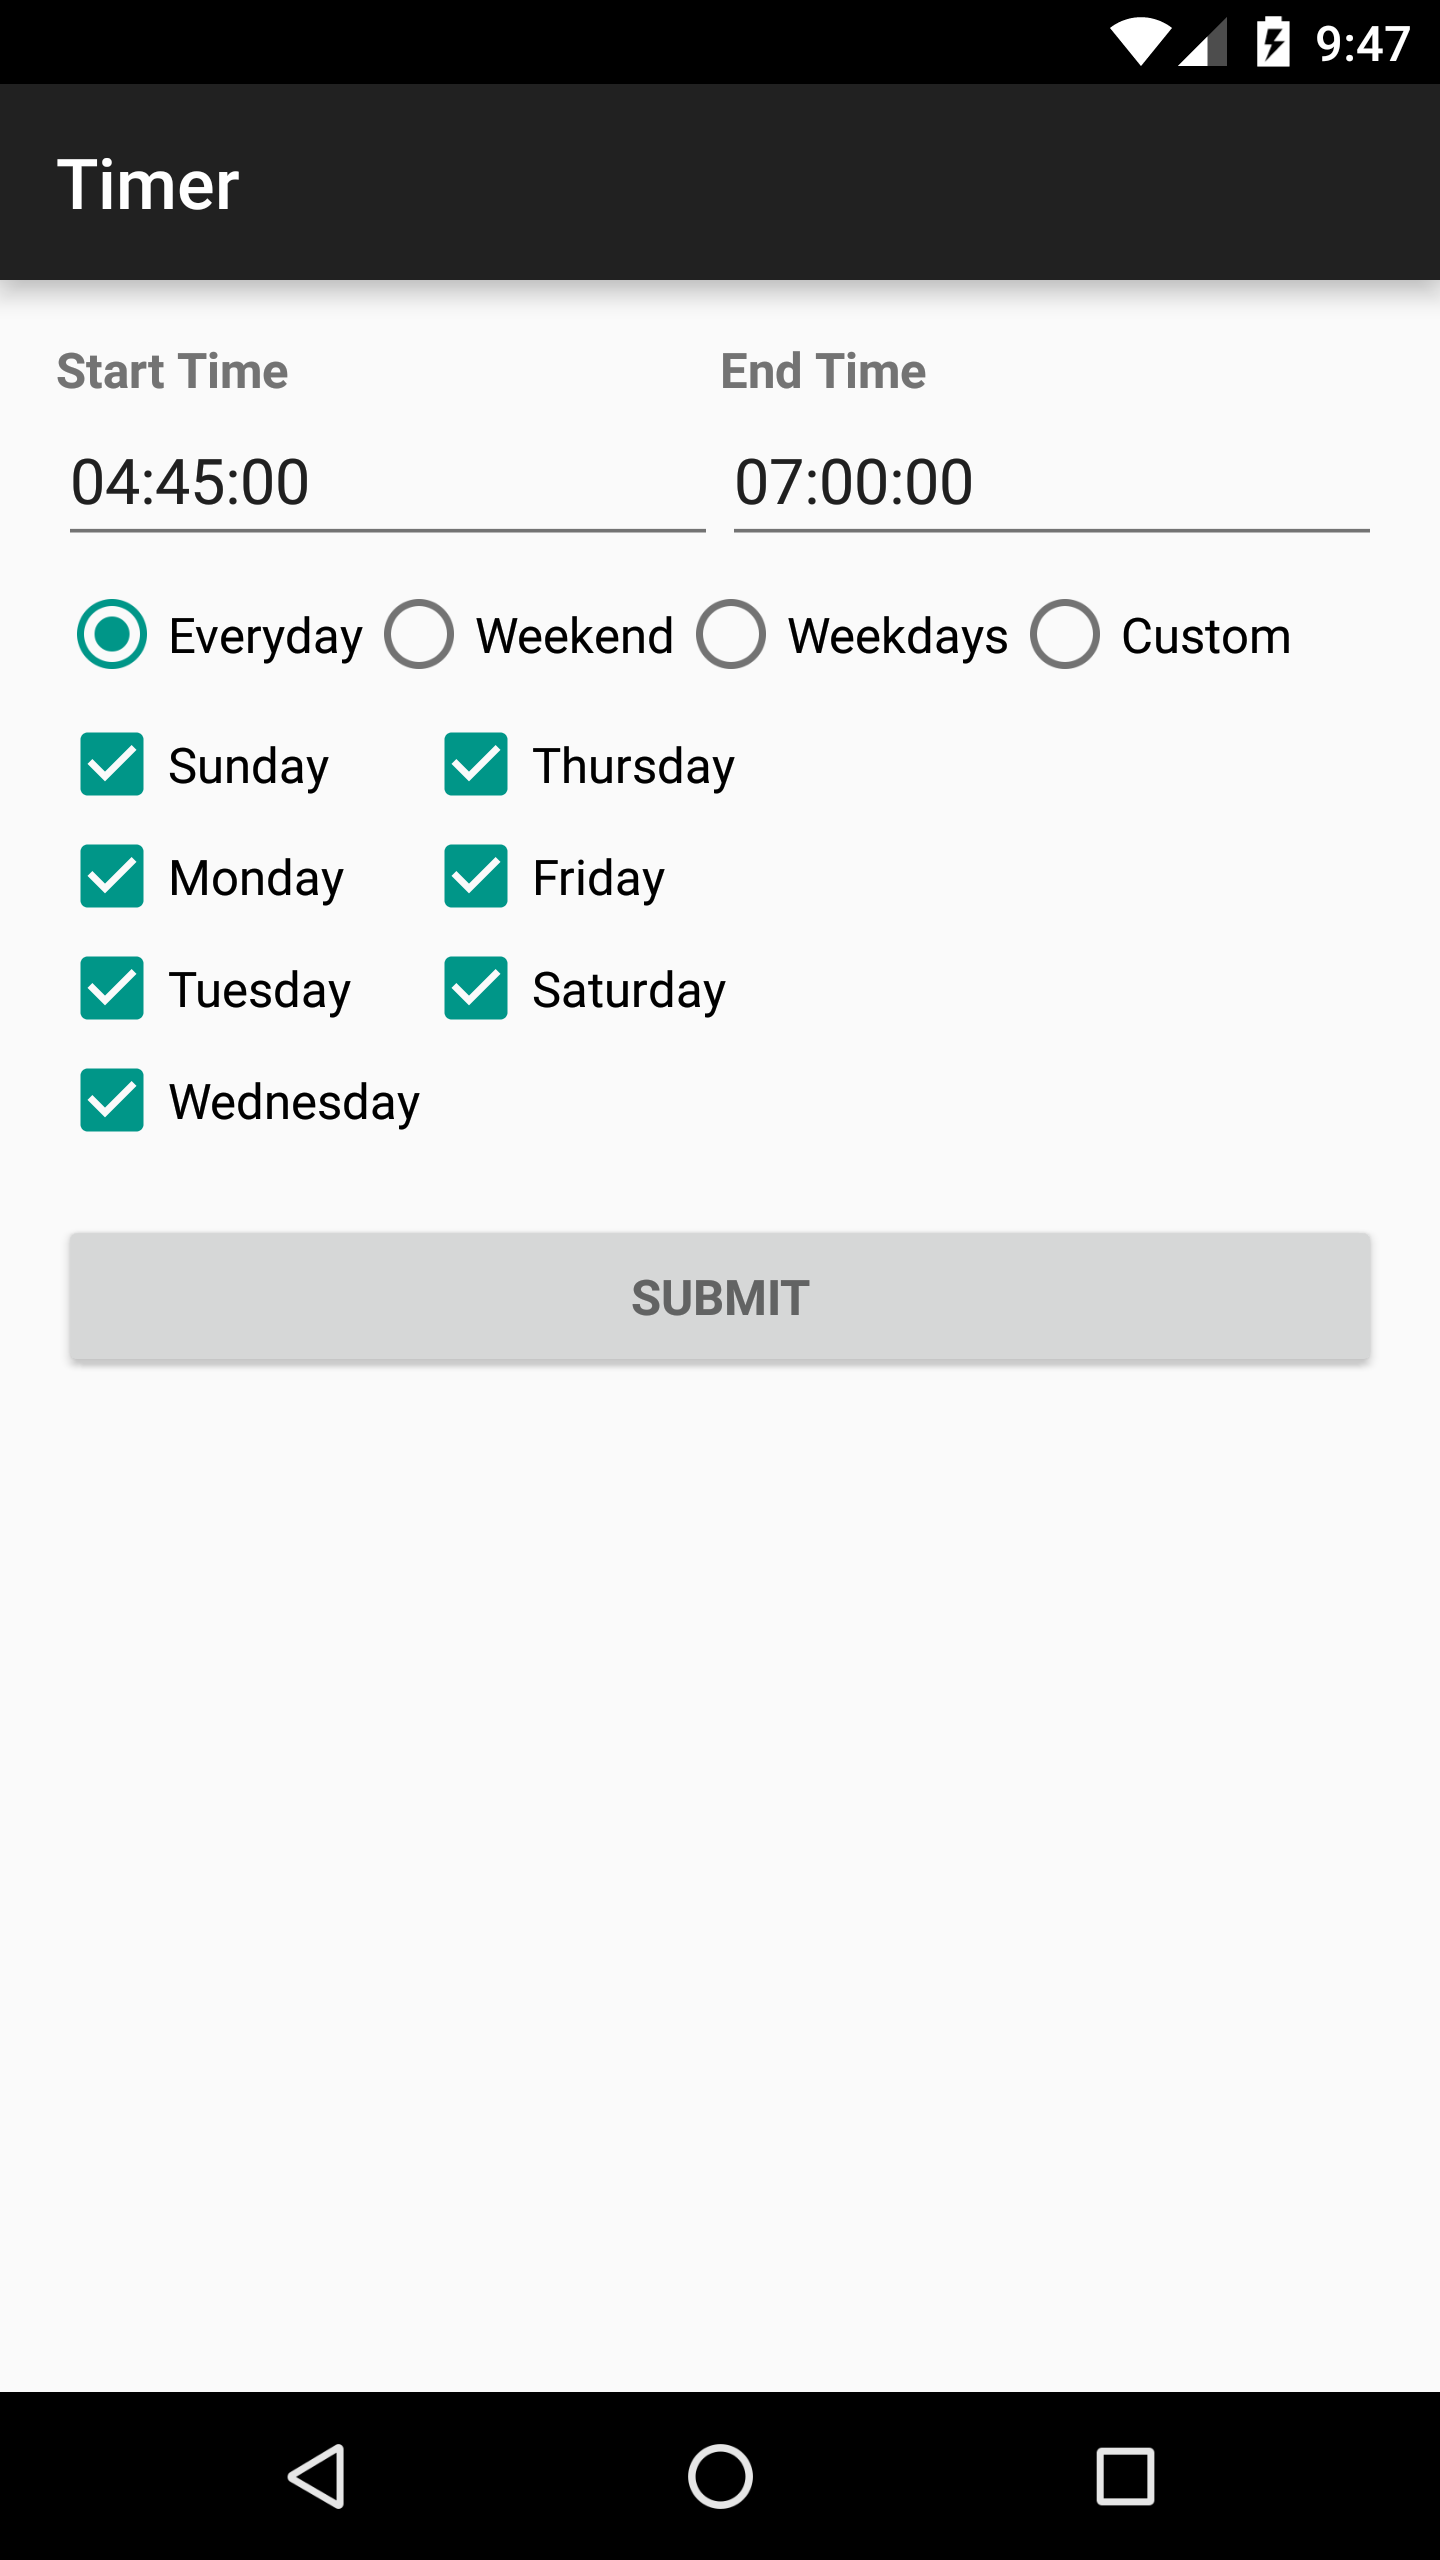 9:47
Timer
Start Time End Time
04:45:00 07:00:00
Everyday Weekend Weekdays Custom
Sunday Thursday
Monday Friday
Tuesday Saturday
Wednesday
SUBMIT